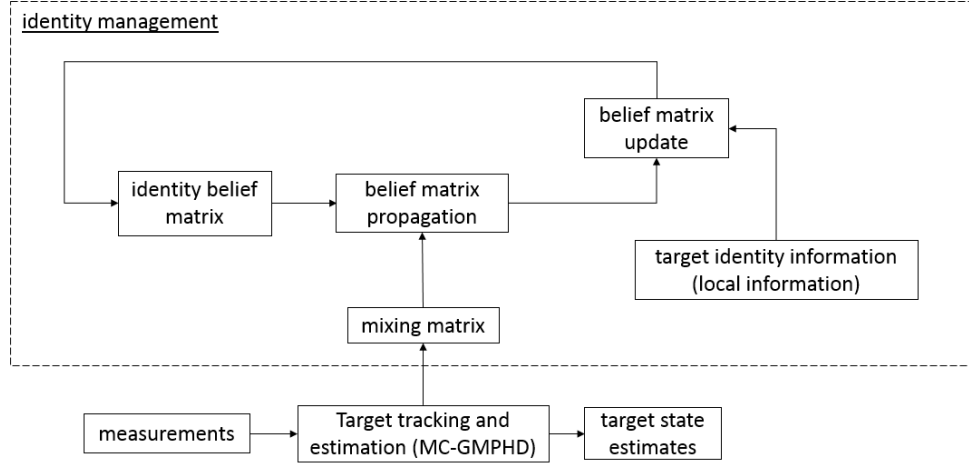 identity management
belief matrix
update
identity belief
matrix
belief matrix
propagation
target identity information
(local information)
mixing matrix
measurements
Target tracking and
estimation (MC-GMPHD)
target state
estimates